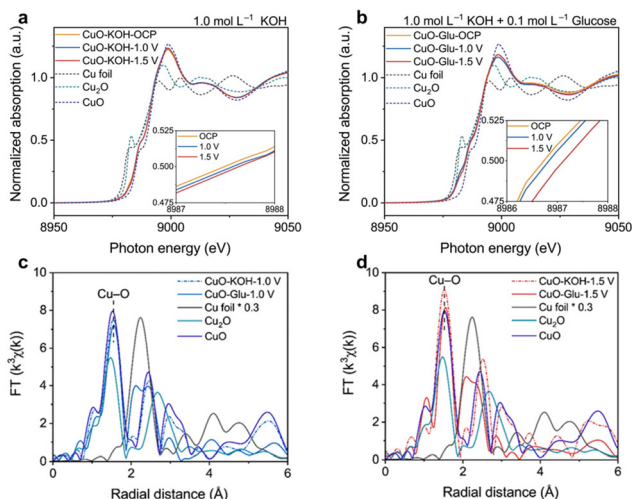 a
1.0 mol L⁻¹ KOH
CuO-KOH-OCP
CuO-KOH-1.0 V
CuO-KOH-1.5 V
Cu foil
Cu₂O
CuO
Normalized absorption (a.u.)
1.0
0.5
0.0
0.525
0.500
0.475
OCP
1.0 V
1.5 V
8987
8988
8950
9000
9050
Photon energy (eV)
b
1.0 mol L⁻¹ KOH + 0.1 mol L⁻¹ Glucose
CuO-Glu-OCP
CuO-Glu-1.0 V
CuO-Glu-1.5 V
Cu foil
Cu₂O
CuO
Normalized absorption (a.u.)
1.0
0.5
0.0
0.525
0.500
0.475
OCP
1.0 V
1.5 V
8986
8987
8988
8950
9000
9050
Photon energy (eV)
c
Cu–O
CuO-KOH-1.0 V
CuO-Glu-1.0 V
Cu foil * 0.3
Cu₂O
CuO
FT (k³χ(k))
10
8
6
4
2
0
0
2
4
6
Radial distance (Å)
d
Cu–O
CuO-KOH-1.5 V
CuO-Glu-1.5 V
Cu foil * 0.3
Cu₂O
CuO
FT (k³χ(k))
10
8
6
4
2
0
0
2
4
6
Radial distance (Å)